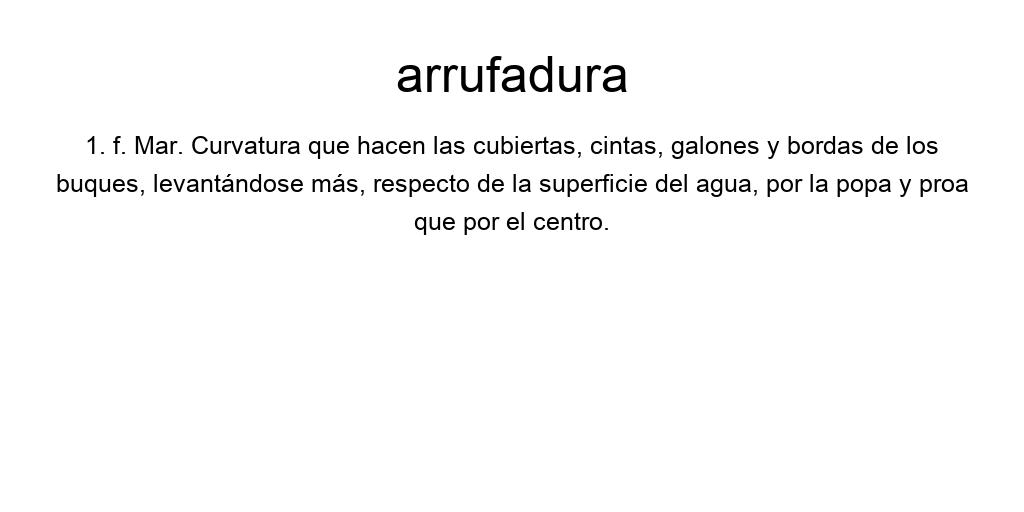 arrufadura
1. f. Mar. Curvatura que hacen las cubiertas, cintas, galones y bordas de los
buques, levantándose más, respecto de la superficie del agua, por la popa y proa
que por el centro.